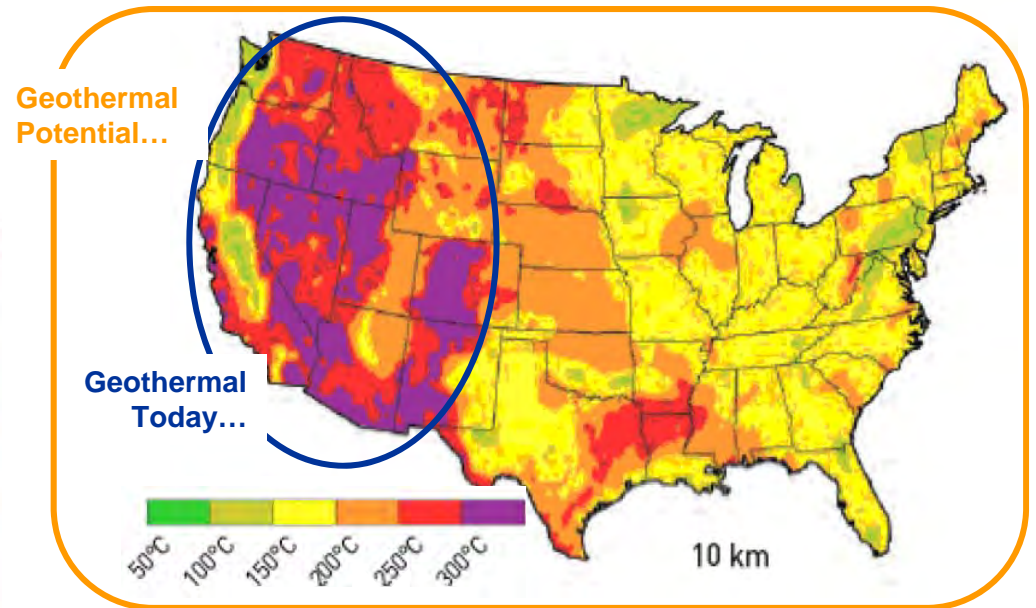 Geothermal
Potential…
Geothermal
Today…
50°C
100°C
150°C
200°C
250°C
300°C
10 km